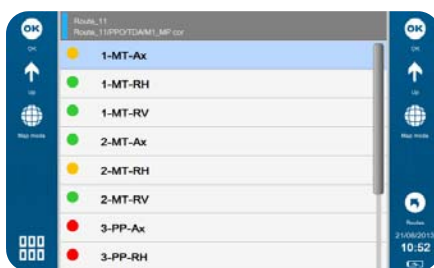 OK
OK
Up
Map mode
Route_11
Route_11/PPO/TDA/M1_MF cor
1-MT-Ax
1-MT-RH
1-MT-RV
2-MT-Ax
2-MT-RH
2-MT-RV
3-PP-Ax
3-PP-RH
OK
OK
Up
Map mode
Routes
21/08/2013
10:52